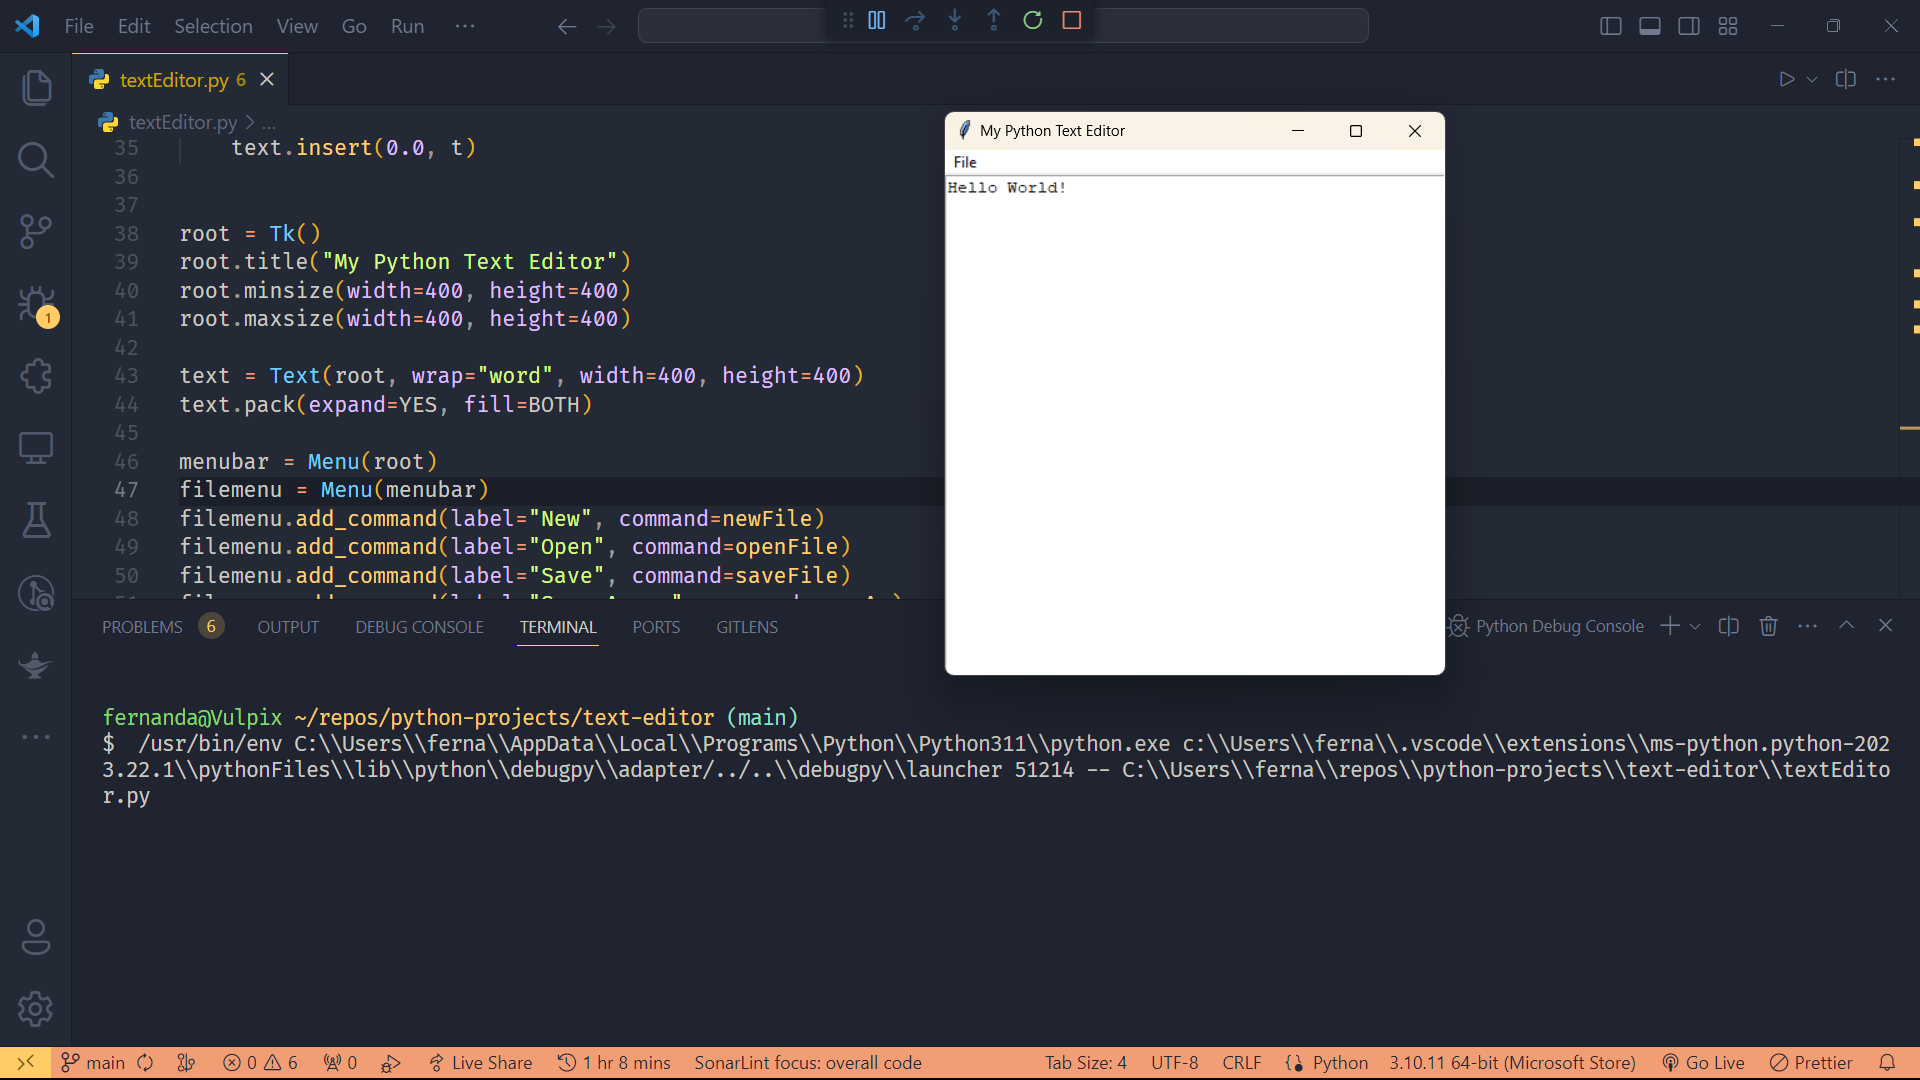 File Edit Selection View Go Run ···
textEditor.py 6
textEditor.py > ...
35 text.insert(0.0, t)
36
37
38 root = Tk()
39 root.title("My Python Text Editor")
40 root.minsize(width=400, height=400)
41 root.maxsize(width=400, height=400)
42
43 text = Text(root, wrap="word", width=400, height=400)
44 text.pack(expand=YES, fill=BOTH)
45
46 menubar = Menu(root)
47 filemenu = Menu(menubar)
48 filemenu.add_command(label="New", command=newFile)
49 filemenu.add_command(label="Open", command=openFile)
50 filemenu.add_command(label="Save", command=saveFile)
My Python Text Editor
File
Hello World!
1
PROBLEMS 6 OUTPUT DEBUG CONSOLE TERMINAL PORTS GITLENS Python Debug Console
fernanda@Vulpix ~/repos/python-projects/text-editor (main)
$ /usr/bin/env C:\\Users\\ferna\\AppData\\Local\\Programs\\Python\\Python311\\python.exe c:\\Users\\ferna\\.vscode\\extensions\\ms-python.python-202
3.22.1\\pythonFiles\\lib\\python\\debugpy\\adapter/../..\\debugpy\\launcher 51214 -- C:\\Users\\ferna\\repos\\python-projects\\text-editor\\textEdito
r.py
main 0 6 0 Live Share 1 hr 8 mins SonarLint focus: overall code Tab Size: 4 UTF-8 CRLF Python 3.10.11 64-bit (Microsoft Store) Go Live Prettier